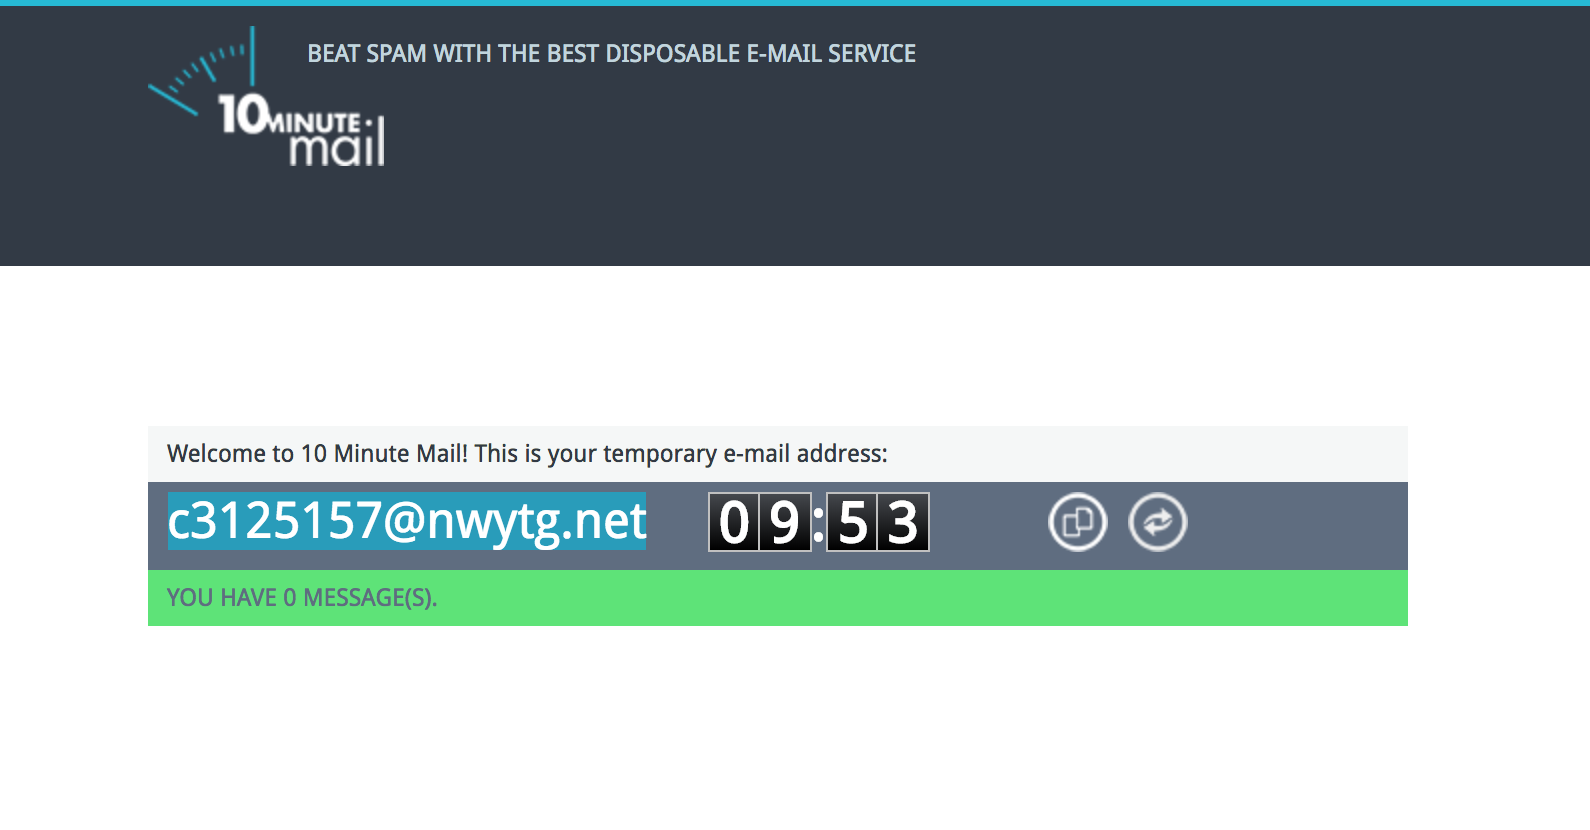 BEAT SPAM WITH THE BEST DISPOSABLE E-MAIL SERVICE
10 MINUTE
mail
Welcome to 10 Minute Mail! This is your temporary e-mail address:
c3125157@nwytg.net 09:53
YOU HAVE 0 MESSAGE(S).